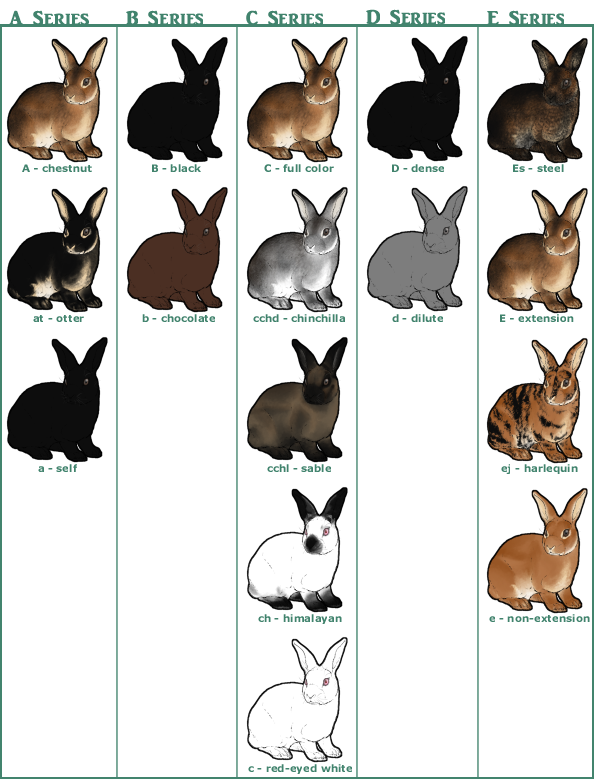 A Series B Series C Series D Series E Series
A - chestnut B - black C - full color D - dense Es - steel
at - otter b - chocolate cchd - chinchilla d - dilute E - extension
a - self cchl - sable ej - harlequin
ch - himalayan e - non-extension
c - red-eyed white